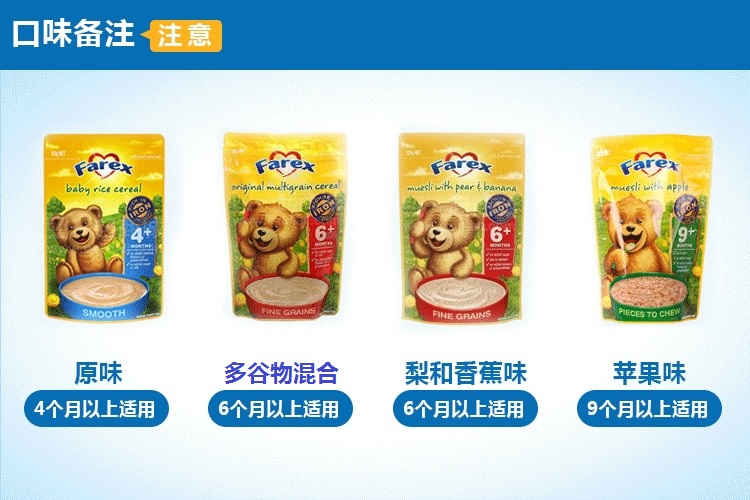 口味备注
注意
Farex
baby rice cereal
IRON
4+
MONTHS
SMOOTH
Farex
original multigrain cereal
IRON
6+
MONTHS
FINE GRAINS
Farex
muesli with pear & banana
IRON
6+
MONTHS
FINE GRAINS
Farex
muesli with apple
IRON
9+
MONTHS
PIECES TO CHEW
原味
多谷物混合
梨和香蕉味
苹果味
4个月以上适用
6个月以上适用
6个月以上适用
9个月以上适用